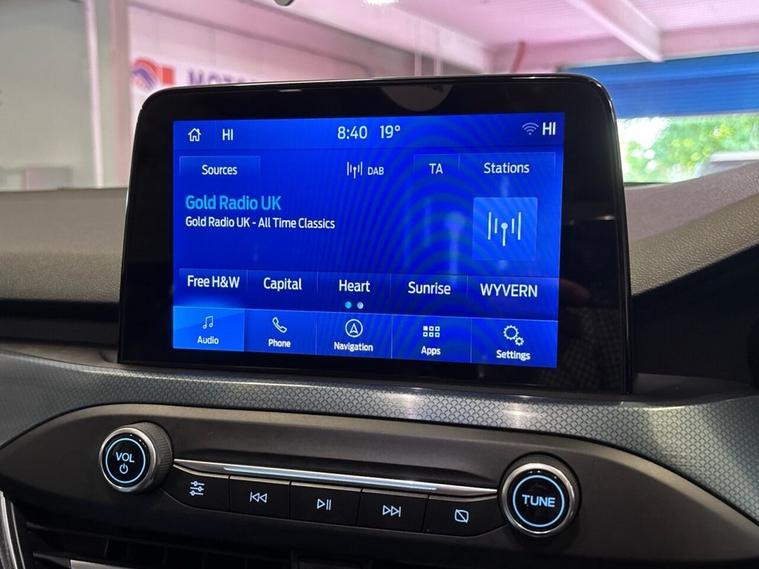 MOTO
HI 8:40 19° HI
Sources DAB TA Stations
Gold Radio UK
Gold Radio UK - All Time Classics
Free H&W Capital Heart Sunrise WYVERN
Audio Phone Navigation Apps Settings
VOL TUNE